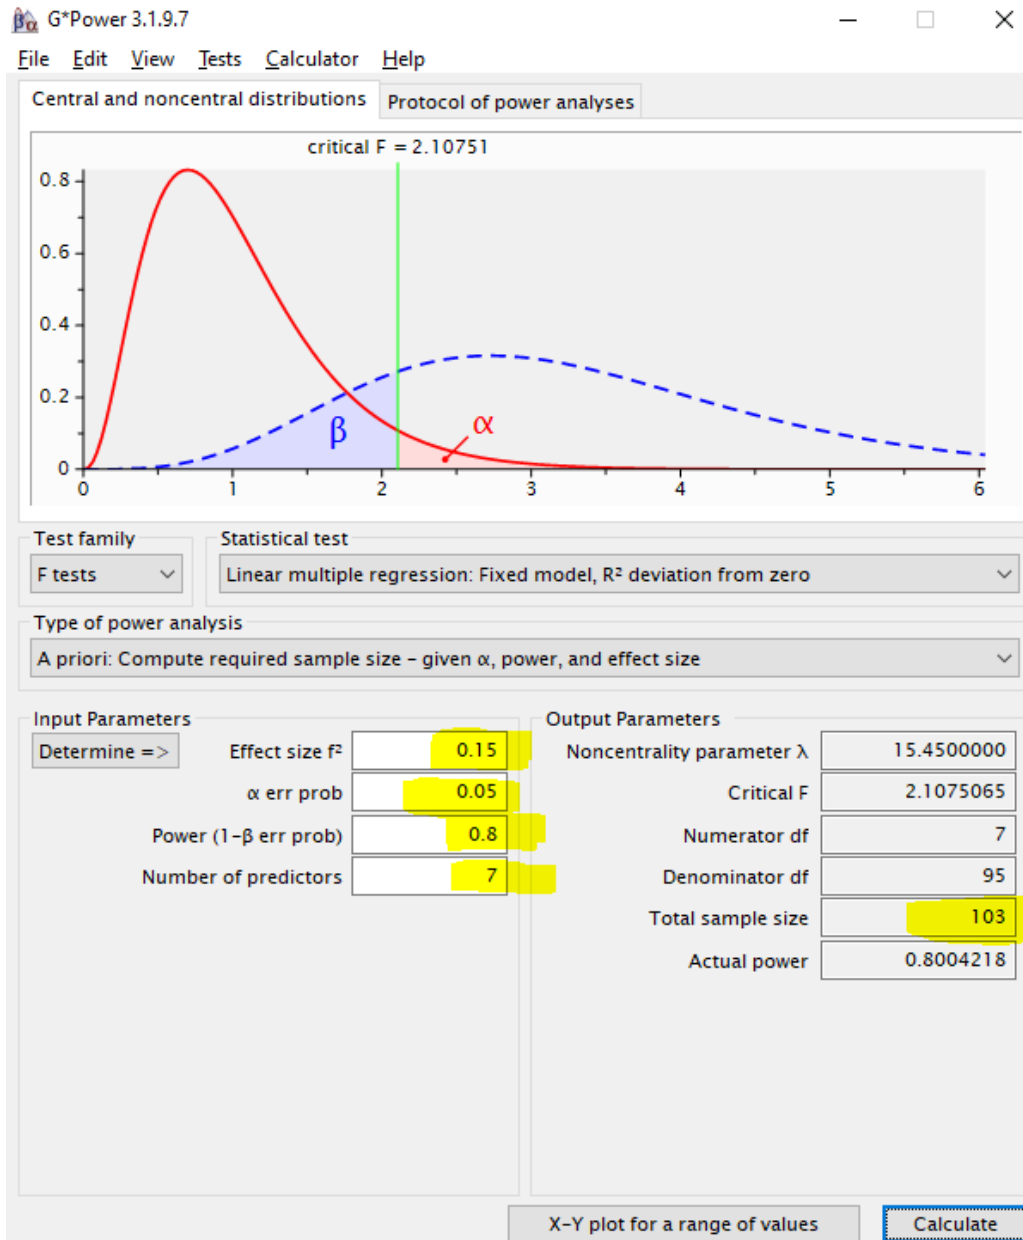 G*Power 3.1.9.7
File Edit View Tests Calculator Help
Central and noncentral distributions Protocol of power analyses
critical F = 2.10751
0.8
0.6
0.4
0.2
0
β
α
0 1 2 3 4 5 6
Test family Statistical test
F tests Linear multiple regression: Fixed model, R² deviation from zero
Type of power analysis
A priori: Compute required sample size – given α, power, and effect size
Input Parameters
Determine =>
Effect size f² 0.15
α err prob 0.05
Power (1-β err prob) 0.8
Number of predictors 7
Output Parameters
Noncentrality parameter λ 15.4500000
Critical F 2.1075065
Numerator df 7
Denominator df 95
Total sample size 103
Actual power 0.8004218
X-Y plot for a range of values Calculate